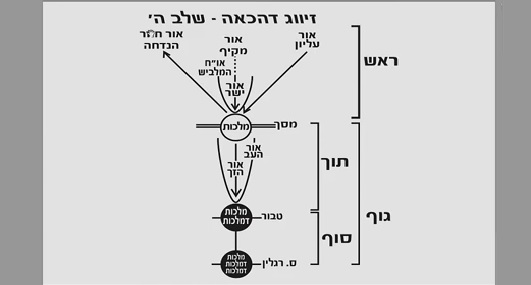 זיווג דהכאה - שלב ה'
אור
עליון
אור
מקיף
אור חוזר
הנדחה
או"ח
המלביש
אור
ישר
ראש
מסך
מלכות
אור
העב
אור
הזך
תוך
גוף
טבור
מלכות
דמלכות
סוף
ס. רגלין
מלכות
דמלכות
דמלכות